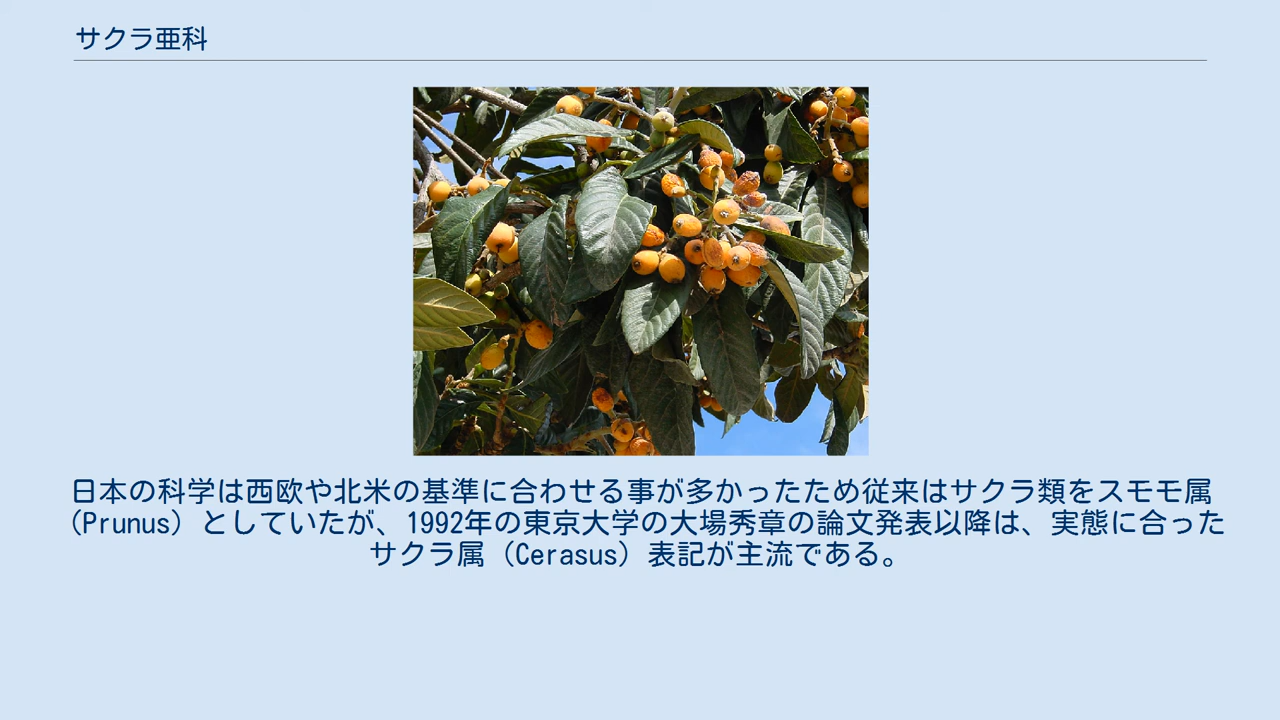 サクラ亜科
日本の科学は西欧や北米の基準に合わせる事が多かったため従来はサクラ類をスモモ属
（Prunus）としていたが、1992年の東京大学の大場秀章の論文発表以降は、実態に合った
サクラ属（Cerasus）表記が主流である。